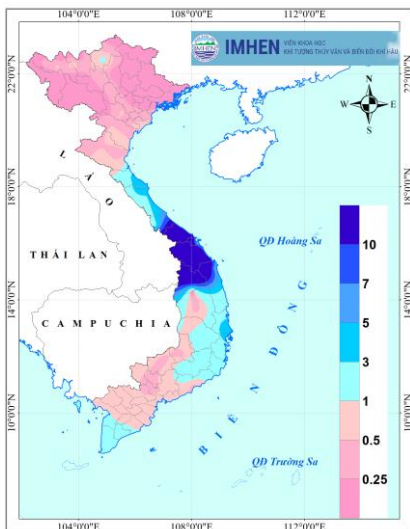 104°0'0"E 108°0'0"E 112°0'0"E
IMHEN
VIỆN KHOA HỌC
KHÍ TƯỢNG THỦY VĂN VÀ BIẾN ĐỔI KHÍ HẬU
22°0'0"N
22°0'0"N
N
W E
S
LÀO
18°0'0"N
18°0'0"N
THÁI LAN
QĐ Hoàng Sa
10
7
5
3
1
0.5
0.25
14°0'0"N
14°0'0"N
CAMPUCHIA
BIỂN ĐÔNG
10°0'0"N
10°0'0"N
QĐ Trường Sa
104°0'0"E 108°0'0"E 112°0'0"E